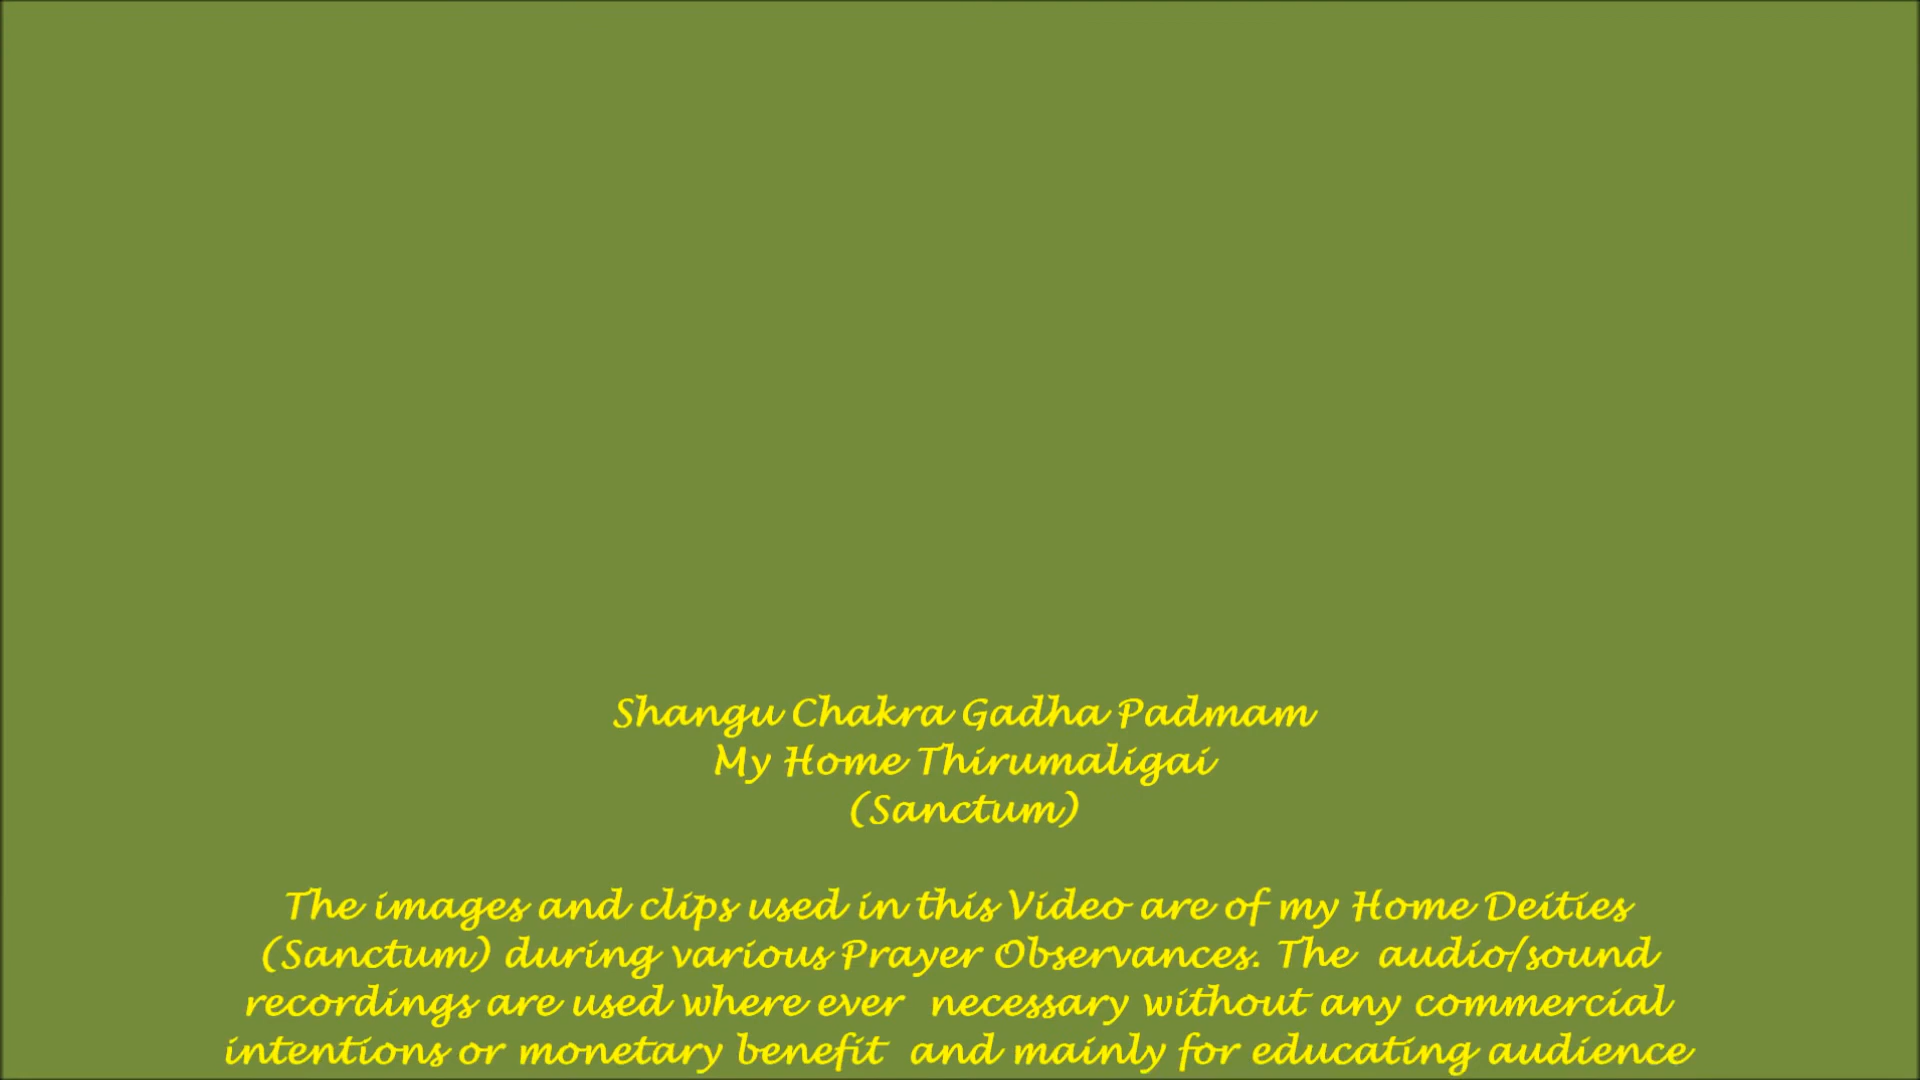 Shangu Chakra Gadha Padmam
My Home Thirumaligai
(Sanctum)
The images and clips used in this Video are of my Home Deities
(Sanctum) during various Prayer Observances. The audio/sound
recordings are used where ever necessary without any commercial
intentions or monetary benefit and mainly for educating audience